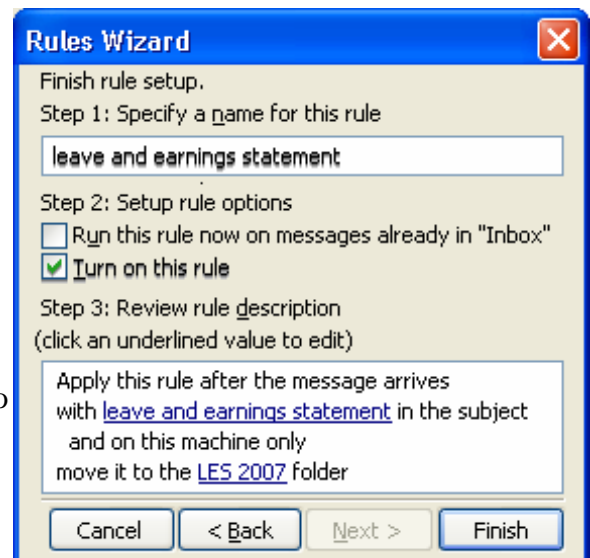 Rules Wizard
Finish rule setup.
Step 1: Specify a name for this rule
leave and earnings statement
Step 2: Setup rule options
Run this rule now on messages already in "Inbox"
Turn on this rule
Step 3: Review rule description
(click an underlined value to edit)
Apply this rule after the message arrives
with leave and earnings statement in the subject
and on this machine only
move it to the LES 2007 folder
Cancel < Back Next > Finish